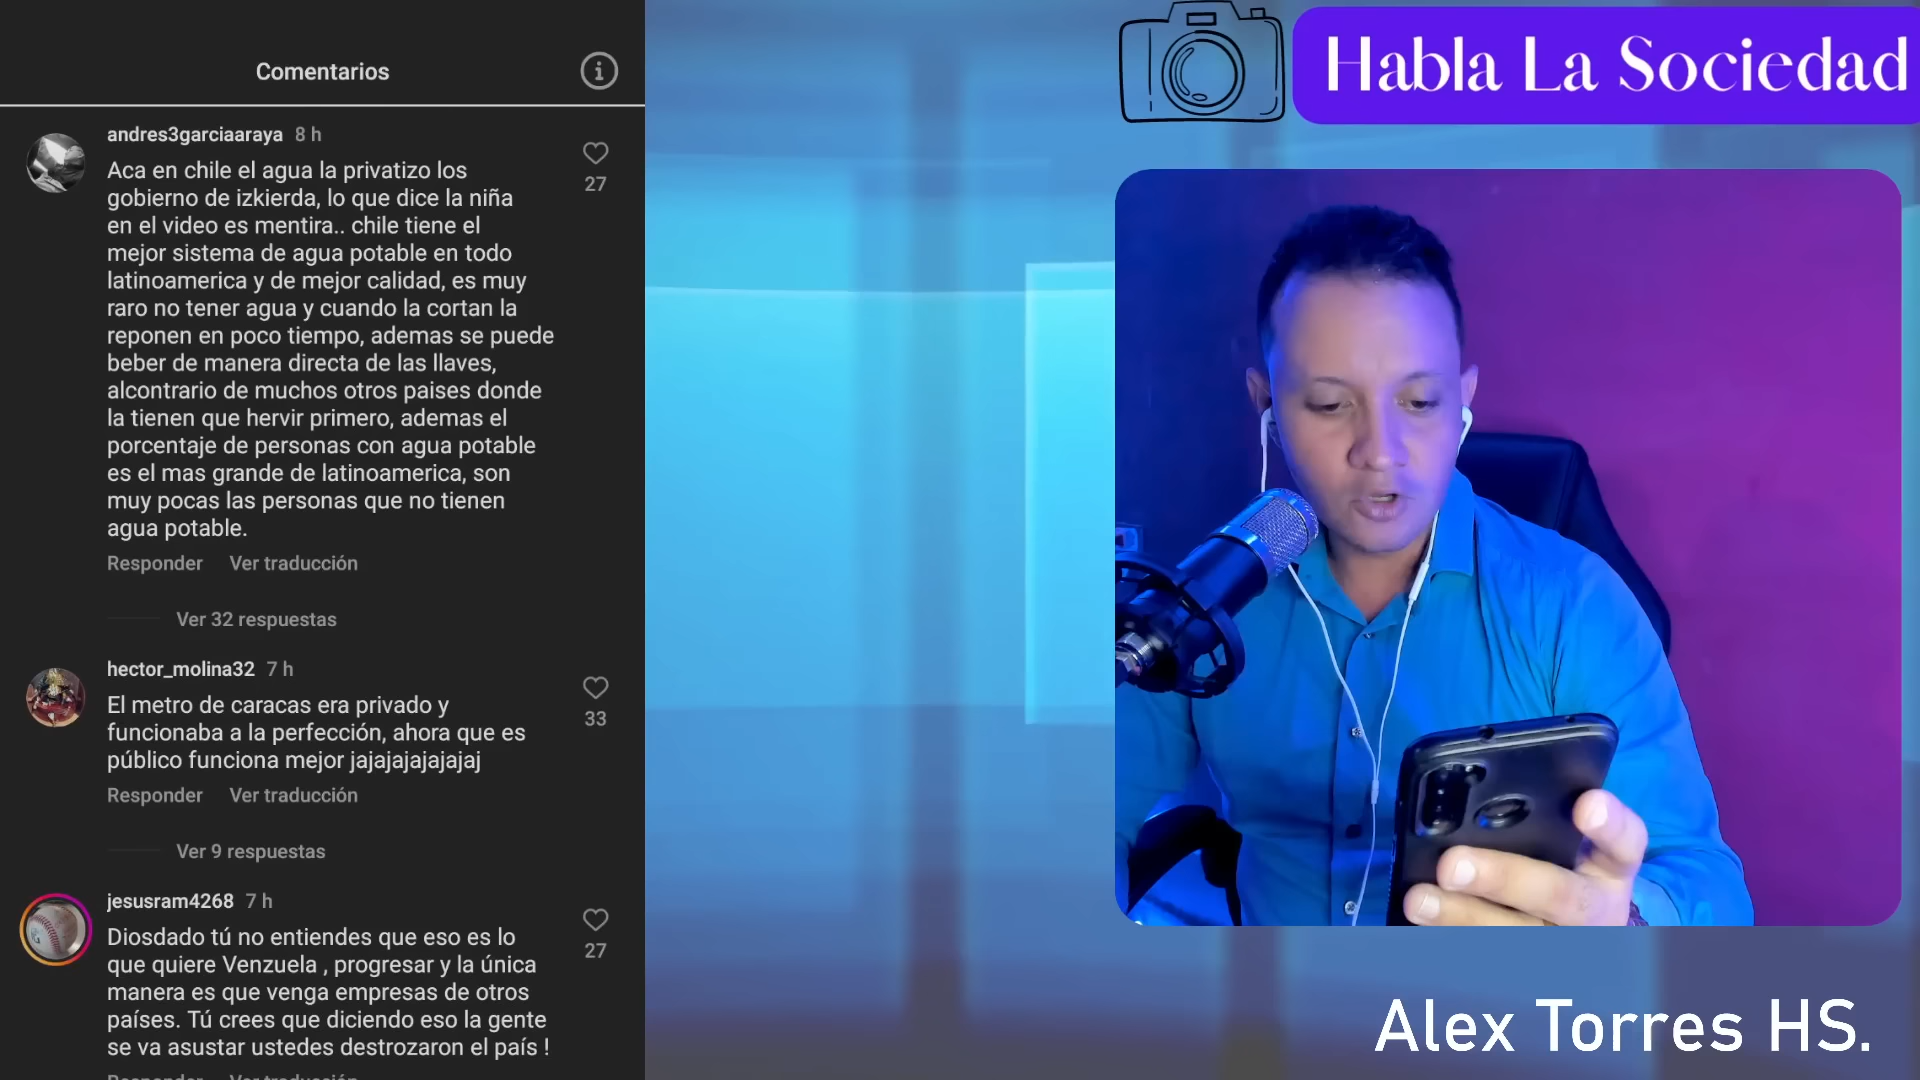 Comentarios
andres3garciaaraya 8 h
Aca en chile el agua la privatizo los
gobierno de izkierda, lo que dice la niña
en el video es mentira.. chile tiene el
mejor sistema de agua potable en todo
latinoamerica y de mejor calidad, es muy
raro no tener agua y cuando la cortan la
reponen en poco tiempo, ademas se puede
beber de manera directa de las llaves,
alcontrario de muchos otros paises donde
la tienen que hervir primero, ademas el
porcentaje de personas con agua potable
es el mas grande de latinoamerica, son
muy pocas las personas que no tienen
agua potable.
27
Responder Ver traducción
Ver 32 respuestas
hector_molina32 7 h
El metro de caracas era privado y
funcionaba a la perfección, ahora que es
público funciona mejor jajajajajajajaj
33
Responder Ver traducción
Ver 9 respuestas
jesusram4268 7 h
Diosdado tú no entiendes que eso es lo
que quiere Venzuela , progresar y la única
manera es que venga empresas de otros
países. Tú crees que diciendo eso la gente
se va asustar ustedes destrozaron el país !
27
Responder Ver traducción
Habla La Sociedad
Alex Torres HS.